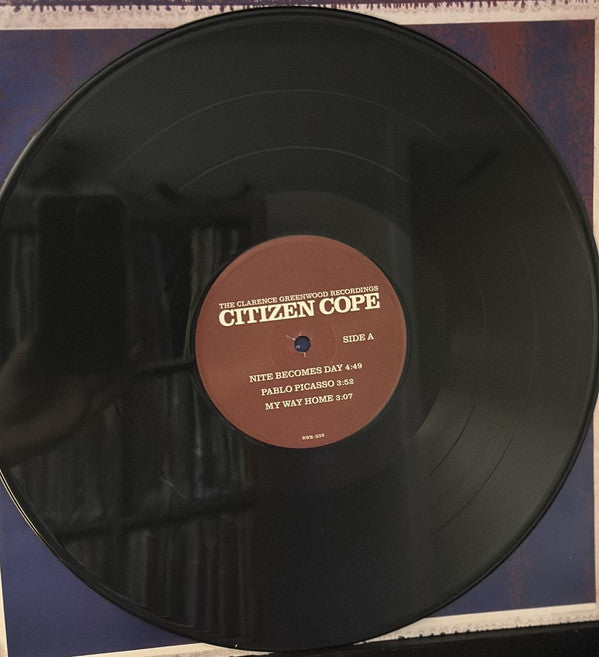 THE CLARENCE GREENWOOD RECORDINGS
CITIZEN COPE
SIDE A
NITE BECOMES DAY 4:49
PABLO PICASSO 3:52
MY WAY HOME 3:07